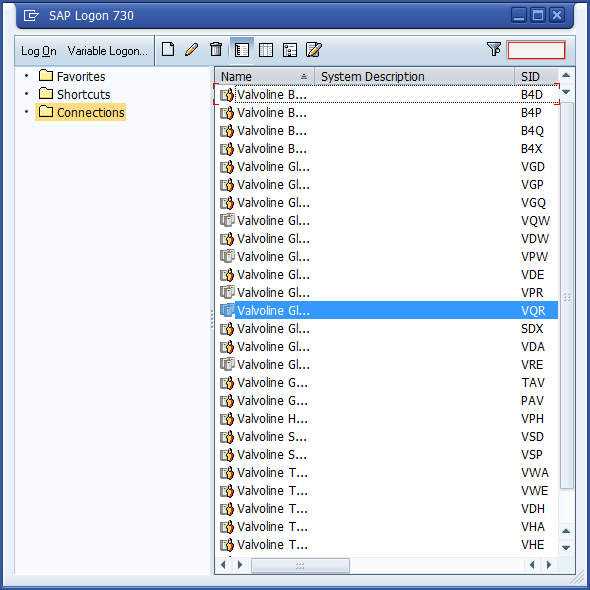 SAP Logon 730
Log On Variable Logon...
Favorites
Shortcuts
Connections
Name System Description SID
Valvoline B... B4D
Valvoline B... B4P
Valvoline B... B4Q
Valvoline B... B4X
Valvoline Gl... VGD
Valvoline Gl... VGP
Valvoline Gl... VGQ
Valvoline Gl... VQW
Valvoline Gl... VDW
Valvoline Gl... VPW
Valvoline Gl... VDE
Valvoline Gl... VPR
Valvoline Gl... VQR
Valvoline Gl... SDX
Valvoline Gl... VDA
Valvoline Gl... VRE
Valvoline G... TAV
Valvoline G... PAV
Valvoline H... VPH
Valvoline S... VSD
Valvoline S... VSP
Valvoline T... VWA
Valvoline T... VWE
Valvoline T... VDH
Valvoline T... VHA
Valvoline T... VHE